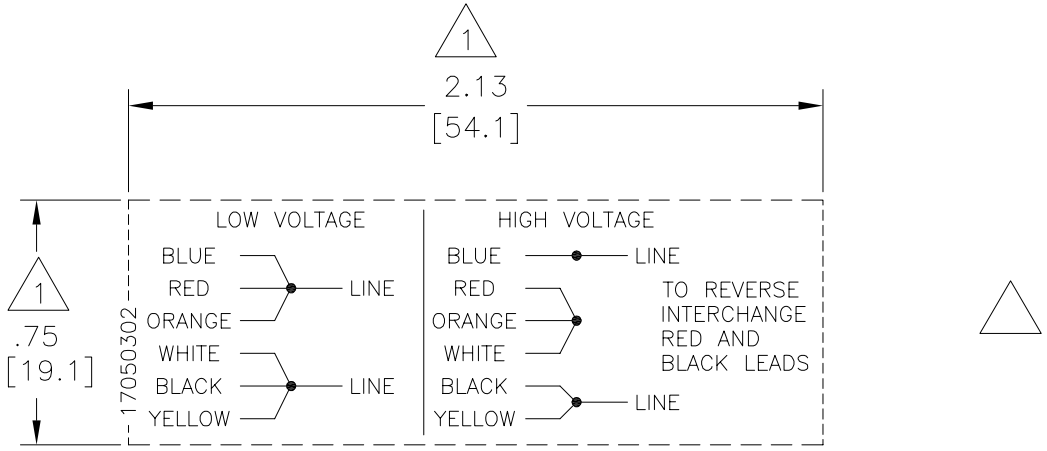 1
2.13
[54.1]
1
.75
[19.1]
17050302
LOW VOLTAGE
BLUE
RED
ORANGE
LINE
WHITE
BLACK
YELLOW
LINE
HIGH VOLTAGE
BLUE
LINE
RED
ORANGE
WHITE
BLACK
YELLOW
LINE
TO REVERSE
INTERCHANGE
RED AND
BLACK LEADS